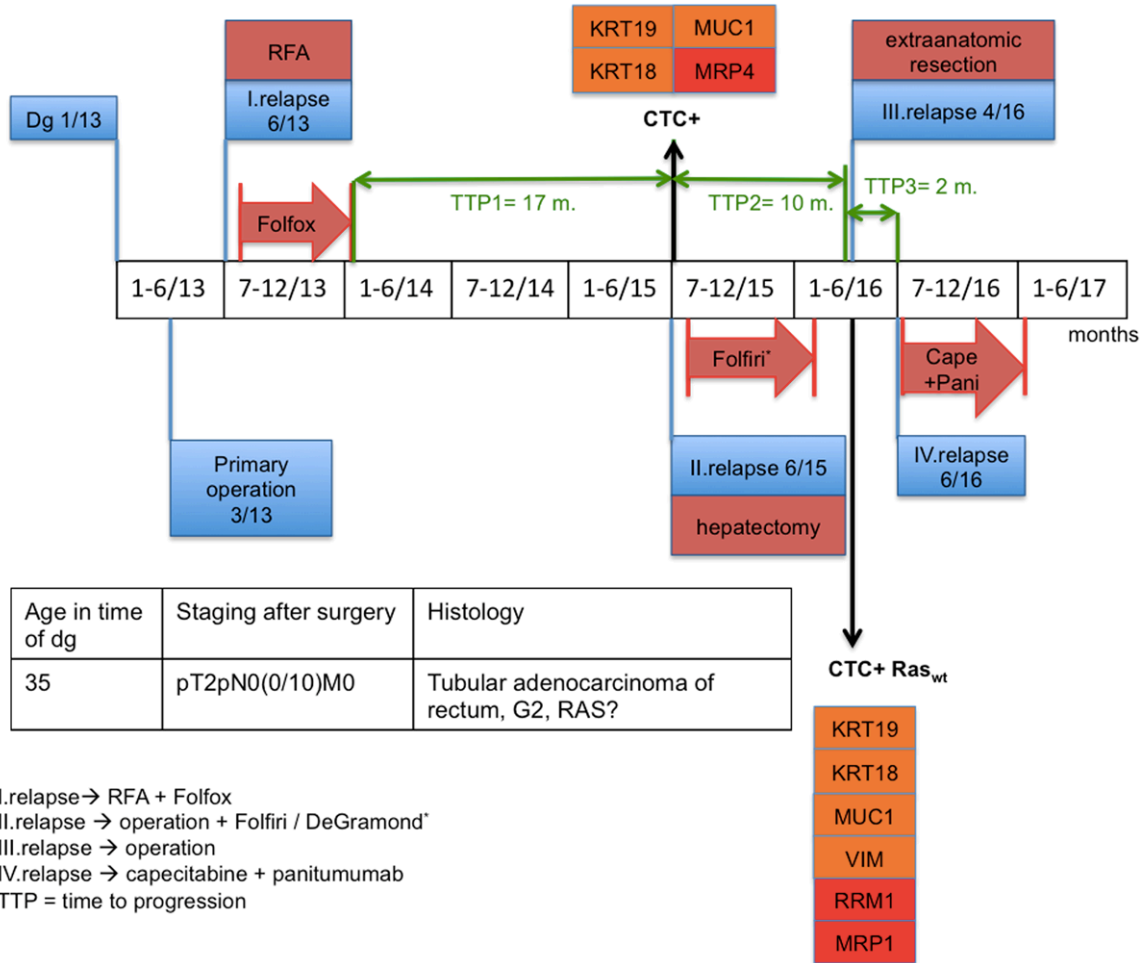 KRT19 MUC1
KRT18 MRP4
CTC+
RFA
I.relapse
6/13
extraanatomic
resection
III.relapse 4/16
Dg 1/13
Folfox
TTP1= 17 m.
TTP2= 10 m.
TTP3= 2 m.
1-6/13 7-12/13 1-6/14 7-12/14 1-6/15 7-12/15 1-6/16 7-12/16 1-6/17
months
Folfiri*
Cape
+Pani
Primary
operation
3/13
II.relapse 6/15
hepatectomy
IV.relapse
6/16
Age in time
of dg
Staging after surgery
Histology
35
pT2pN0(0/10)M0
Tubular adenocarcinoma of
rectum, G2, RAS?
CTC+ Raswt
KRT19
KRT18
MUC1
VIM
RRM1
MRP1
I.relapse→ RFA + Folfox
II.relapse → operation + Folfiri / DeGramond*
III.relapse → operation
IV.relapse → capecitabine + panitumumab
TTP = time to progression